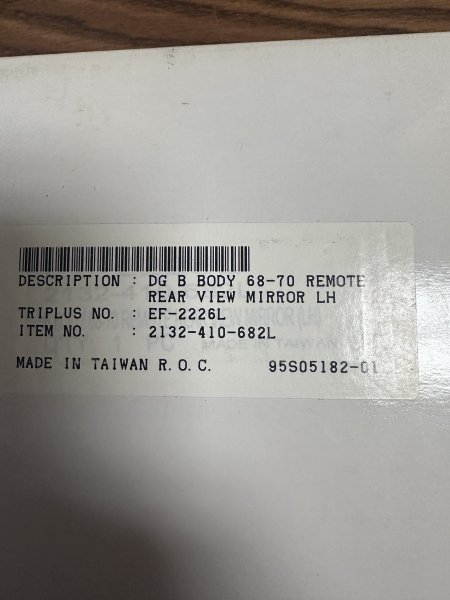 DESCRIPTION : DG B BODY 68-70 REMOTE
REAR VIEW MIRROR LH
TRIPLUS NO. : EF-2226L
ITEM NO. : 2132-410-682L
MADE IN TAIWAN R.O.C. 95S05182-01